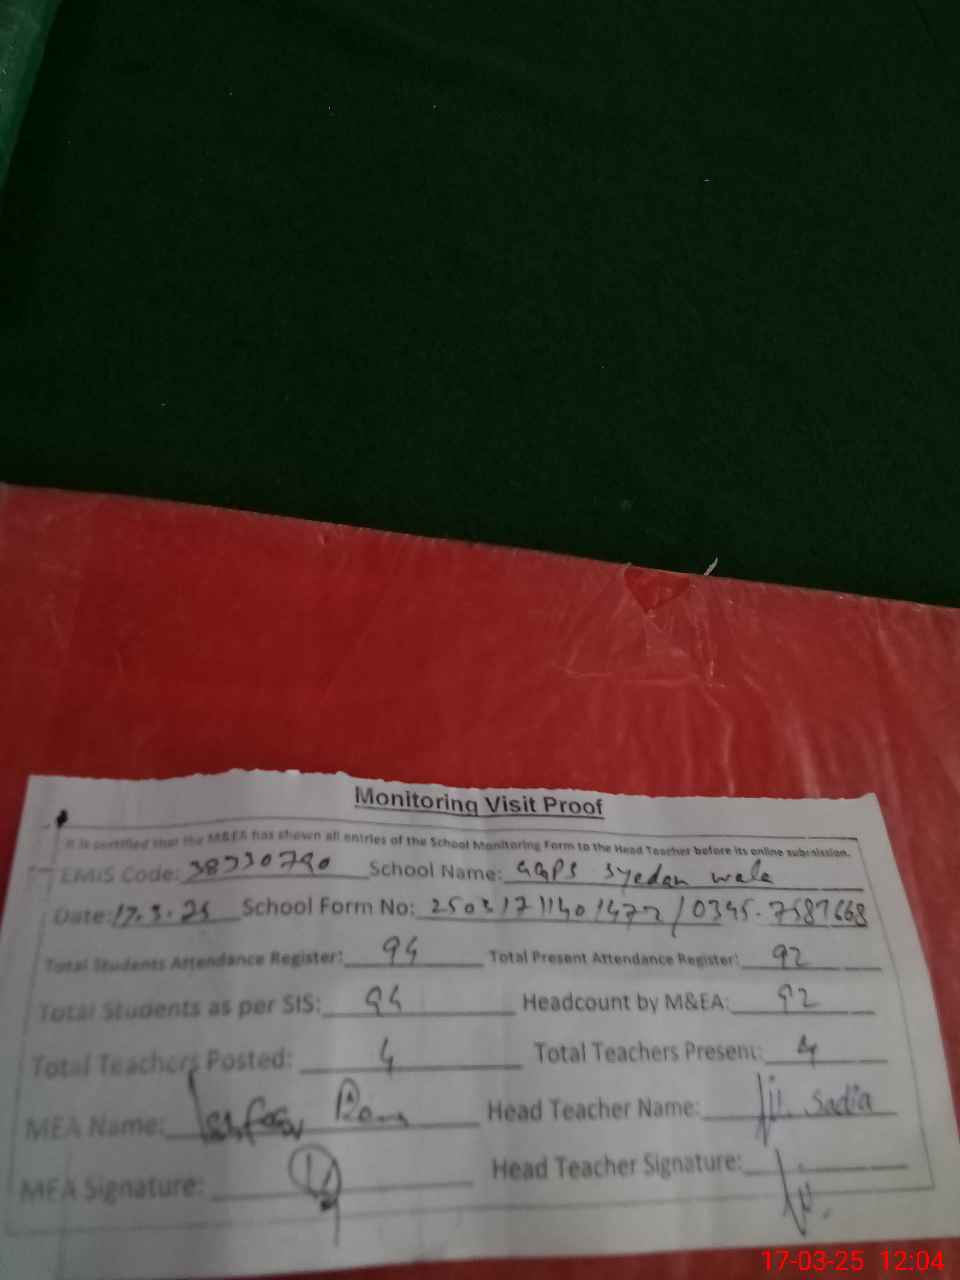 Monitoring Visit Proof
It is certified that the M&EA has shown all entries of the School Monitoring Form to the Head Teacher before its online submission.
EMIS Code: 38330790 School Name: GGPS Syedan wala
Date: 17.3.25 School Form No: 25031711401477 / 0345-7587668
Total Students Attendance Register: 94 Total Present Attendance Register: 92
Total Students as per SIS: 94 Headcount by M&EA: 92
Total Teachers Posted: 4 Total Teachers Present: 4
MEA Name: Head Teacher Name: Sadia
MEA Signature: Head Teacher Signature:
17-03-25 12:04